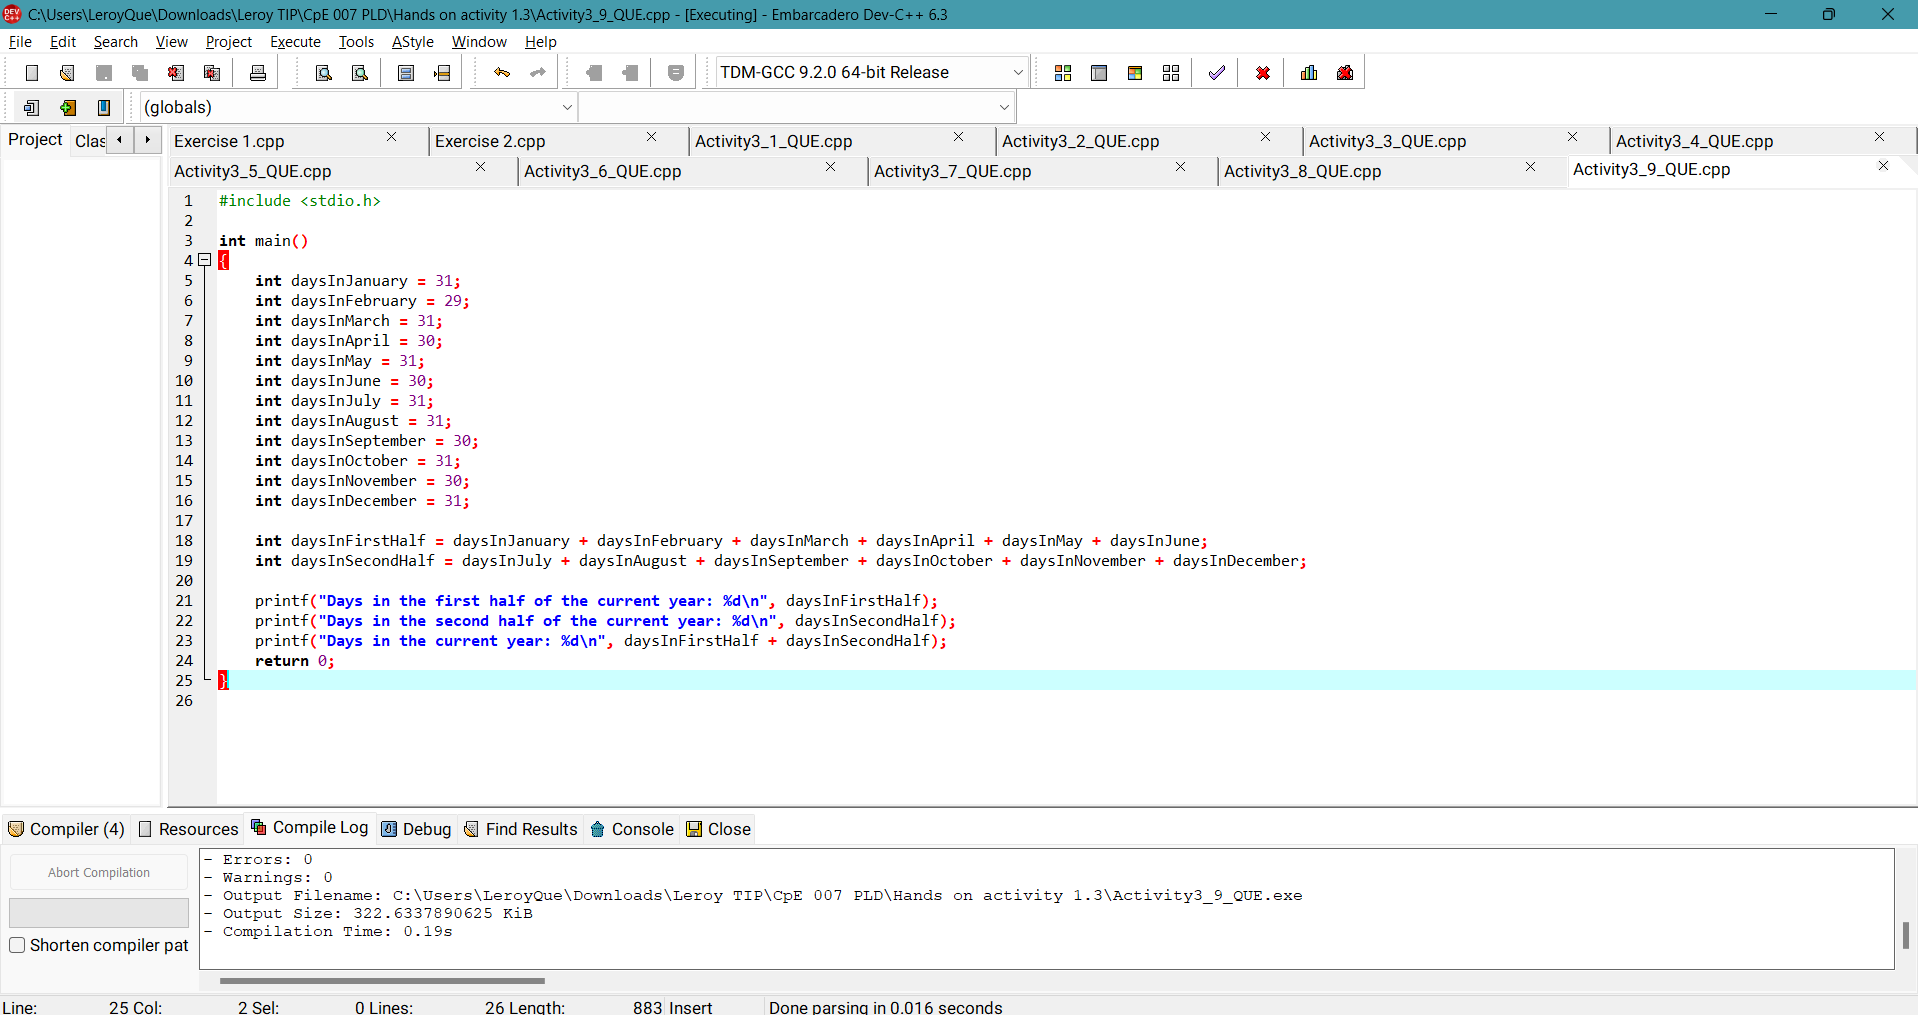 DEV C++ C:\Users\LeroyQue\Downloads\Leroy TIP\CpE 007 PLD\Hands on activity 1.3\Activity3_9_QUE.cpp - [Executing] - Embarcadero Dev-C++ 6.3
File Edit Search View Project Execute Tools AStyle Window Help
TDM-GCC 9.2.0 64-bit Release
(globals)
Project Clas
Exercise 1.cpp Exercise 2.cpp Activity3_1_QUE.cpp Activity3_2_QUE.cpp Activity3_3_QUE.cpp Activity3_4_QUE.cpp
Activity3_5_QUE.cpp Activity3_6_QUE.cpp Activity3_7_QUE.cpp Activity3_8_QUE.cpp Activity3_9_QUE.cpp
1 #include <stdio.h>
2
3 int main()
4 {
5 int daysInJanuary = 31;
6 int daysInFebruary = 29;
7 int daysInMarch = 31;
8 int daysInApril = 30;
9 int daysInMay = 31;
10 int daysInJune = 30;
11 int daysInJuly = 31;
12 int daysInAugust = 31;
13 int daysInSeptember = 30;
14 int daysInOctober = 31;
15 int daysInNovember = 30;
16 int daysInDecember = 31;
17
18 int daysInFirstHalf = daysInJanuary + daysInFebruary + daysInMarch + daysInApril + daysInMay + daysInJune;
19 int daysInSecondHalf = daysInJuly + daysInAugust + daysInSeptember + daysInOctober + daysInNovember + daysInDecember;
20
21 printf("Days in the first half of the current year: %d\n", daysInFirstHalf);
22 printf("Days in the second half of the current year: %d\n", daysInSecondHalf);
23 printf("Days in the current year: %d\n", daysInFirstHalf + daysInSecondHalf);
24 return 0;
25 }
26
Compiler (4) Resources Compile Log Debug Find Results Console Close
Abort Compilation
Shorten compiler pat
- Errors: 0
- Warnings: 0
- Output Filename: C:\Users\LeroyQue\Downloads\Leroy TIP\CpE 007 PLD\Hands on activity 1.3\Activity3_9_QUE.exe
- Output Size: 322.6337890625 KiB
- Compilation Time: 0.19s
Line: 25 Col: 2 Sel: 0 Lines: 26 Length: 883 Insert Done parsing in 0.016 seconds